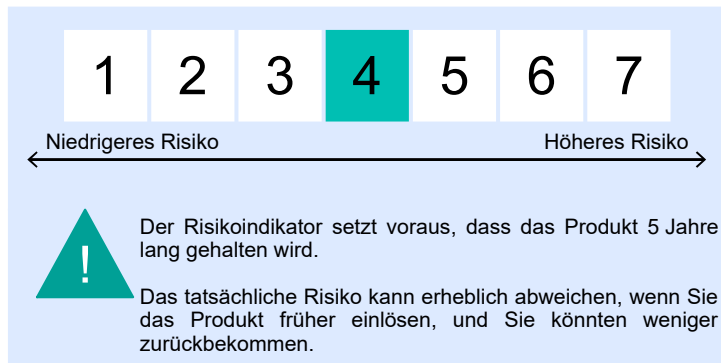 1 2 3 4 5 6 7
Niedrigeres Risiko Höheres Risiko
!
Der Risikoindikator setzt voraus, dass das Produkt 5 Jahre
lang gehalten wird.
Das tatsächliche Risiko kann erheblich abweichen, wenn Sie
das Produkt früher einlösen, und Sie könnten weniger
zurückbekommen.